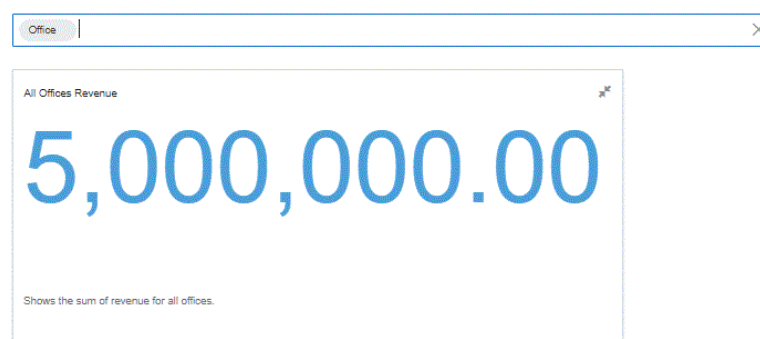 Office
All Offices Revenue
5,000,000.00
Shows the sum of revenue for all offices.